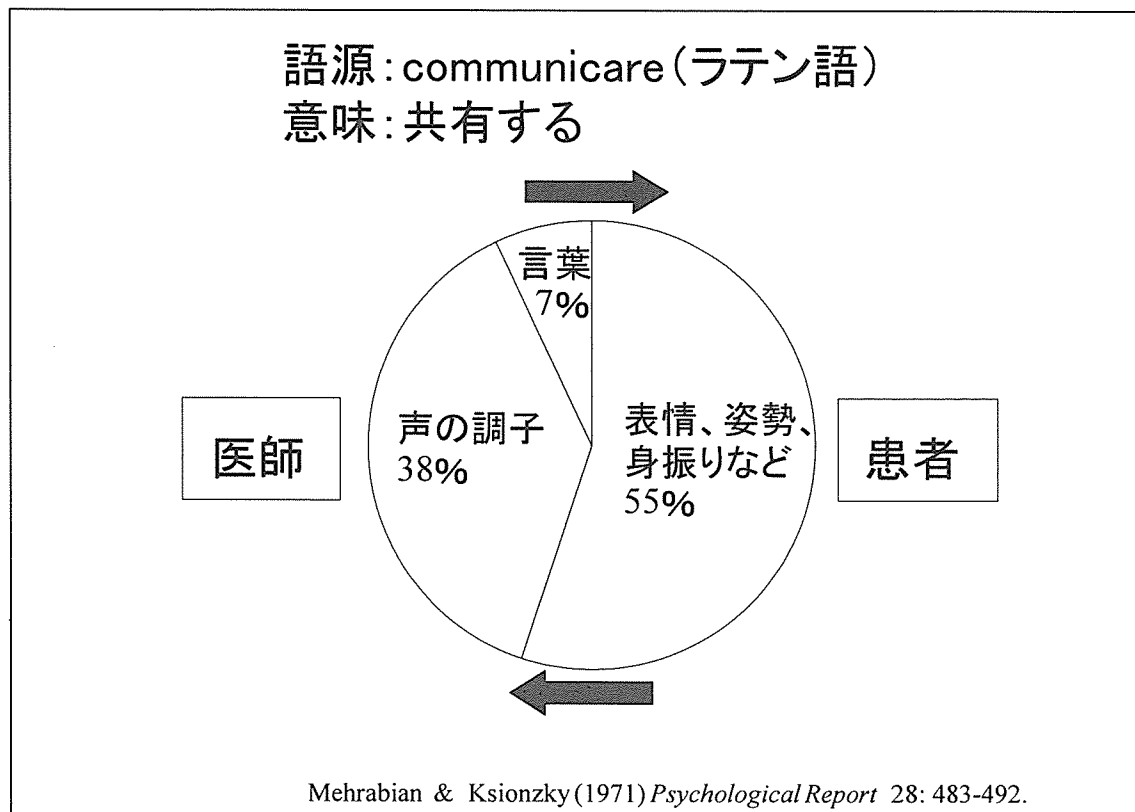 語源：communicare（ラテン語）
意味：共有する
言葉
7%
声の調子
38%
表情、姿勢、
身振りなど
55%
医師
患者
Mehrabian & Ksionzky (1971) Psychological Report 28: 483-492.